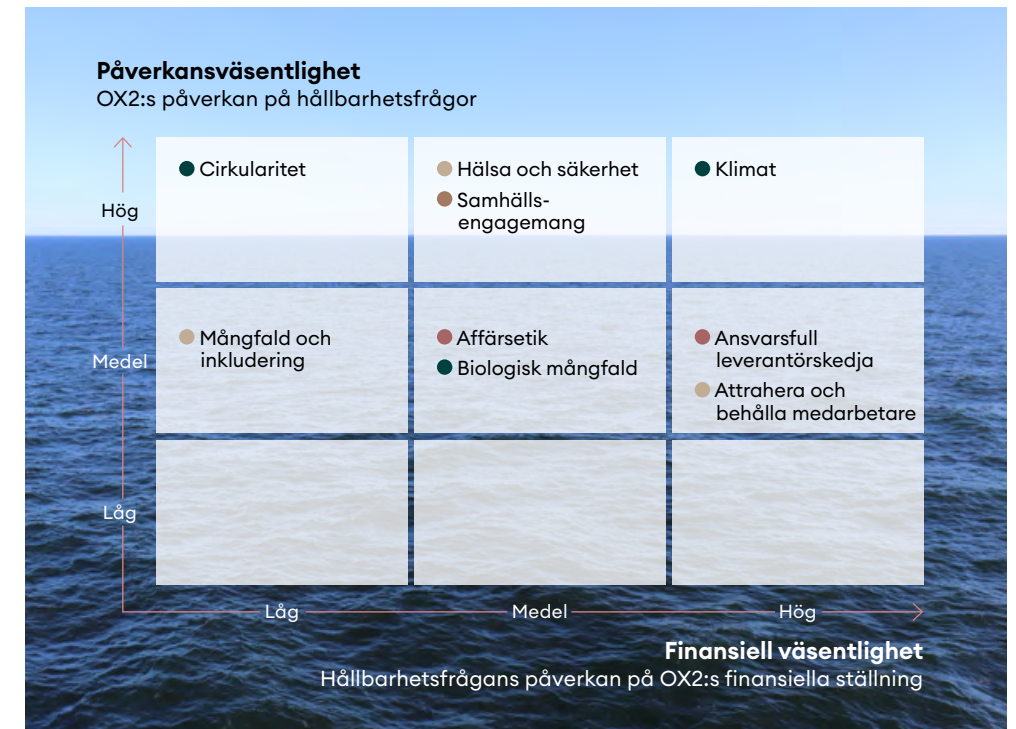 Påverkansväsentlighet
OX2:s påverkan på hållbarhetsfrågor
Hög
Cirkularitet
Hälsa och säkerhet
Samhälls-
engagemang
Klimat
Medel
Mångfald och
inkludering
Affärsetik
Biologisk mångfald
Ansvarsfull
leverantörskedja
Attrahera och
behålla medarbetare
Låg
Låg
Medel
Hög
Finansiell väsentlighet
Hållbarhetsfrågans påverkan på OX2:s finansiella ställning